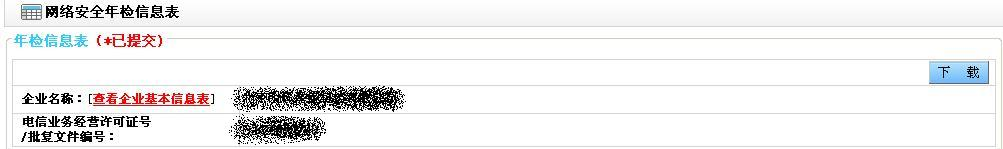 网络安全年检信息表
年检信息表（*已提交）
下 载
企业名称：[查看企业基本信息表]
电信业务经营许可证号
/批复文件编号：